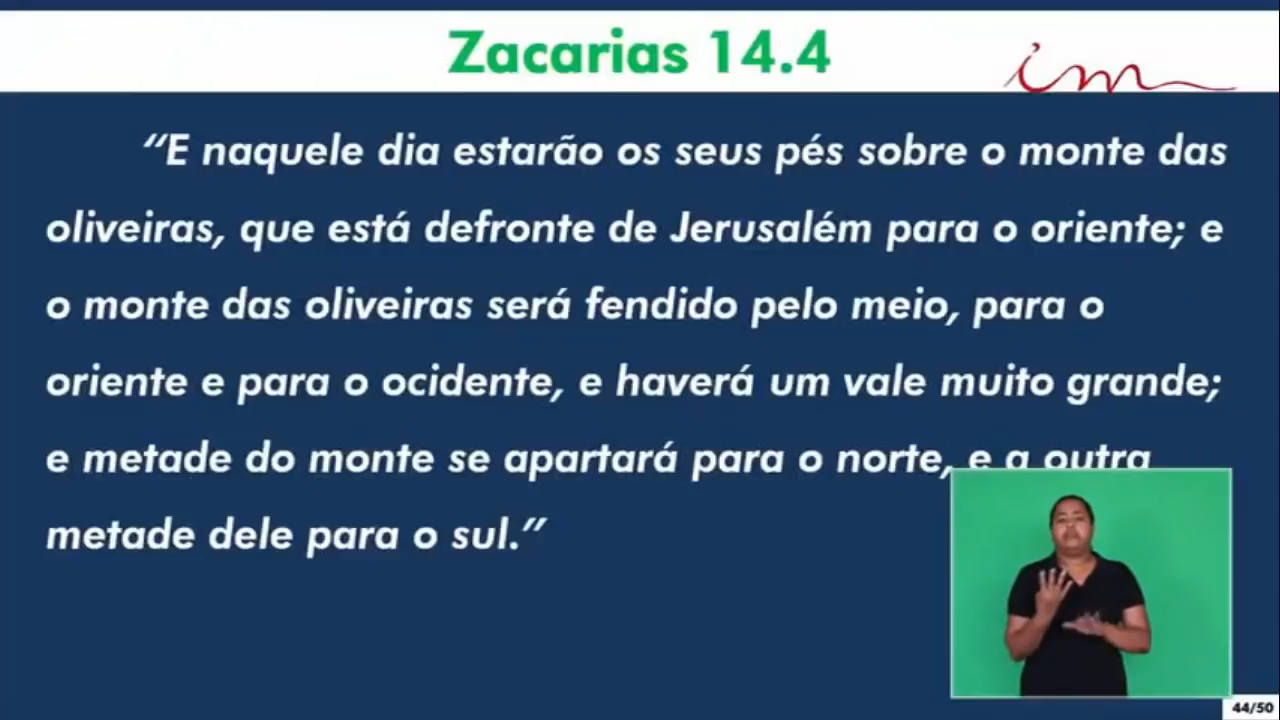 Zacarias 14.4
im
“E naquele dia estarão os seus pés sobre o monte das
oliveiras, que está defronte de Jerusalém para o oriente; e
o monte das oliveiras será fendido pelo meio, para o
oriente e para o ocidente, e haverá um vale muito grande;
e metade do monte se apartará para o norte, e a outra
metade dele para o sul.”
44/50